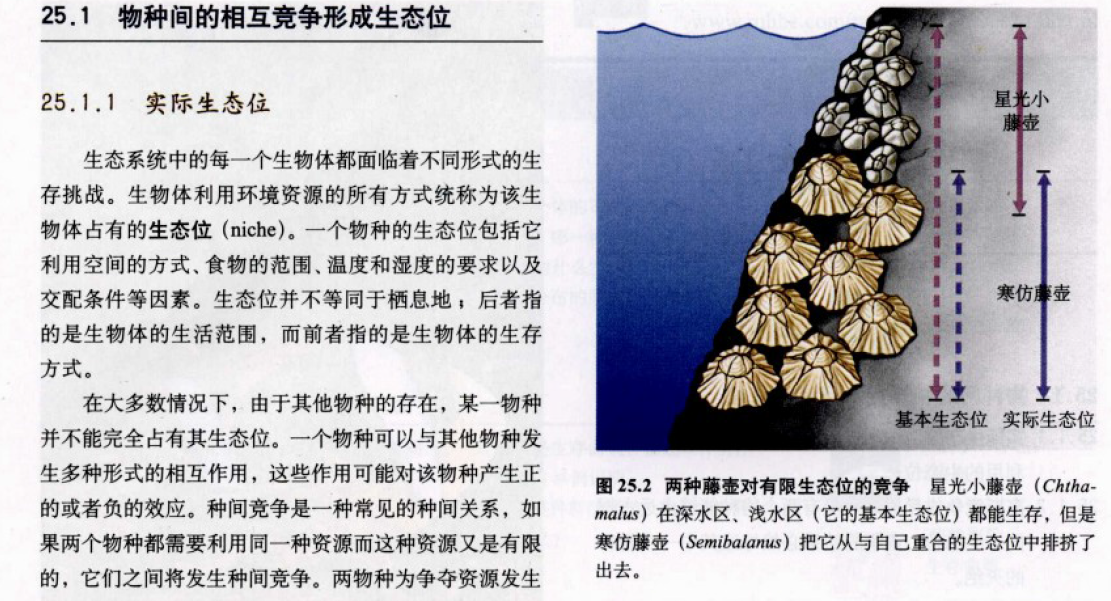 25.1 物种间的相互竞争形成生态位
25.1.1 实际生态位
生态系统中的每一个生物体都面临着不同形式的生
存挑战。生物体利用环境资源的所有方式统称为该生
物体占有的生态位（niche）。一个物种的生态位包括它
利用空间的方式、食物的范围、温度和湿度的要求以及
交配条件等因素。生态位并不等同于栖息地；后者指
的是生物体的生活范围，而前者指的是生物体的生存
方式。
在大多数情况下，由于其他物种的存在，某一物种
并不能完全占有其生态位。一个物种可以与其他物种发
生多种形式的相互作用，这些作用可能对该物种产生正
的或者负的效应。种间竞争是一种常见的种间关系，如
果两个物种都需要利用同一种资源而这种资源又是有限
的，它们之间将发生种间竞争。两物种为争夺资源发生
星光小
藤壶
寒仿藤壶
基本生态位 实际生态位
图 25.2 两种藤壶对有限生态位的竞争 星光小藤壶（Chtha-
malus）在深水区、浅水区（它的基本生态位）都能生存，但是
寒仿藤壶（Semibalanus）把它从与自己重合的生态位中排挤了
出去。